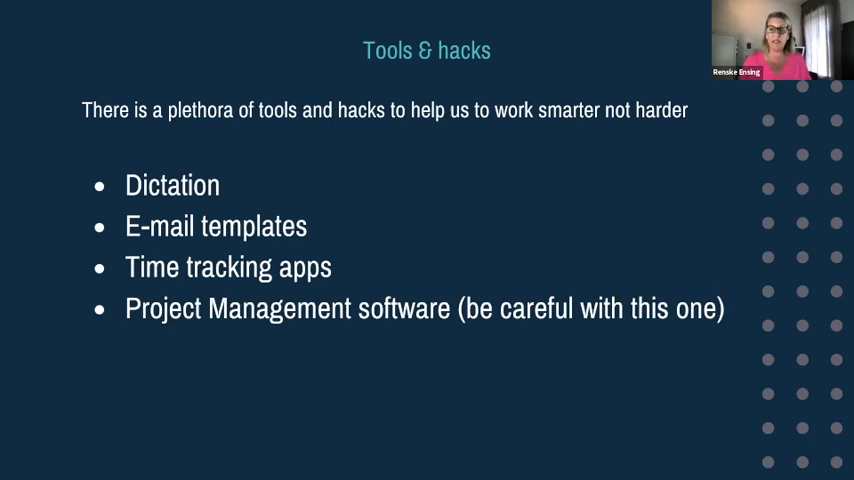 Tools & hacks
Renske Ensing
There is a plethora of tools and hacks to help us to work smarter not harder
• Dictation
• E-mail templates
• Time tracking apps
• Project Management software (be careful with this one)